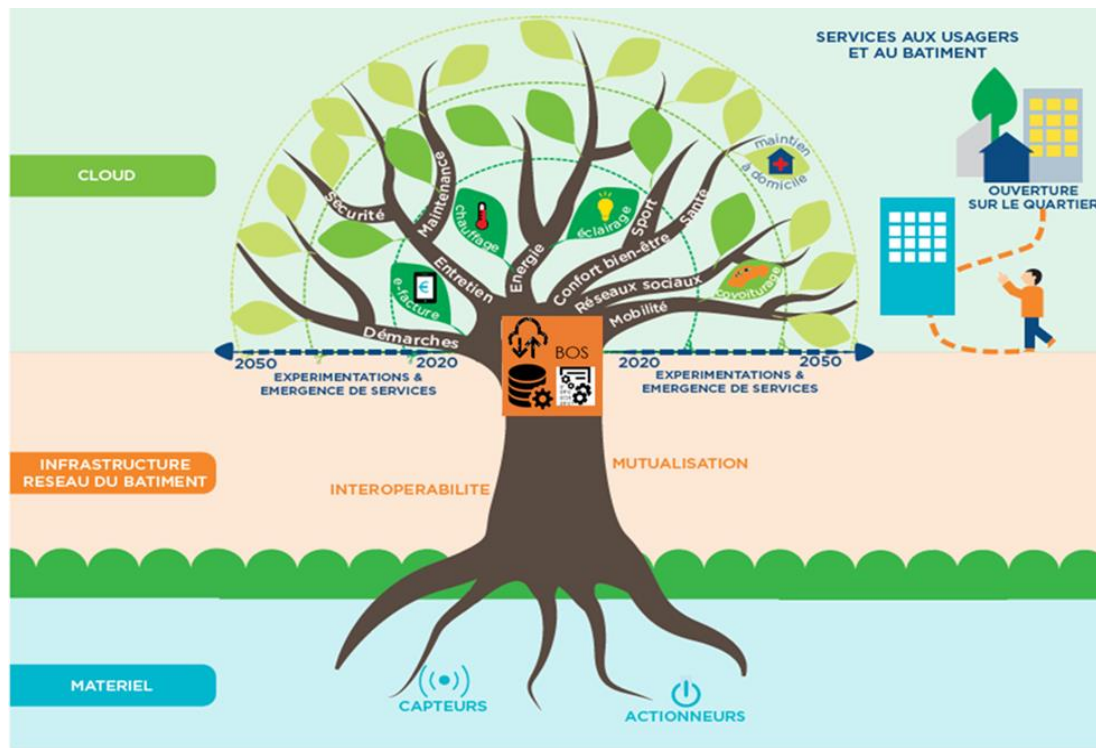 SERVICES AUX USAGERS
ET AU BATIMENT
CLOUD
Sécurité
Maintenance
chauffage
Entretien
e-facture
Démarches
Energie
éclairage
Sport
Confort bien-être
Santé
Réseaux sociaux
Mobilité
covoiturage
maintien
à domicile
OUVERTURE
SUR LE QUARTIER
BOS
2050
2020
EXPERIMENTATIONS &
EMERGENCE DE SERVICES
2020
2050
EXPERIMENTATIONS &
EMERGENCE DE SERVICES
INFRASTRUCTURE
RESEAU DU BATIMENT
INTEROPERABILITE
MUTUALISATION
MATERIEL
CAPTEURS
ACTIONNEURS